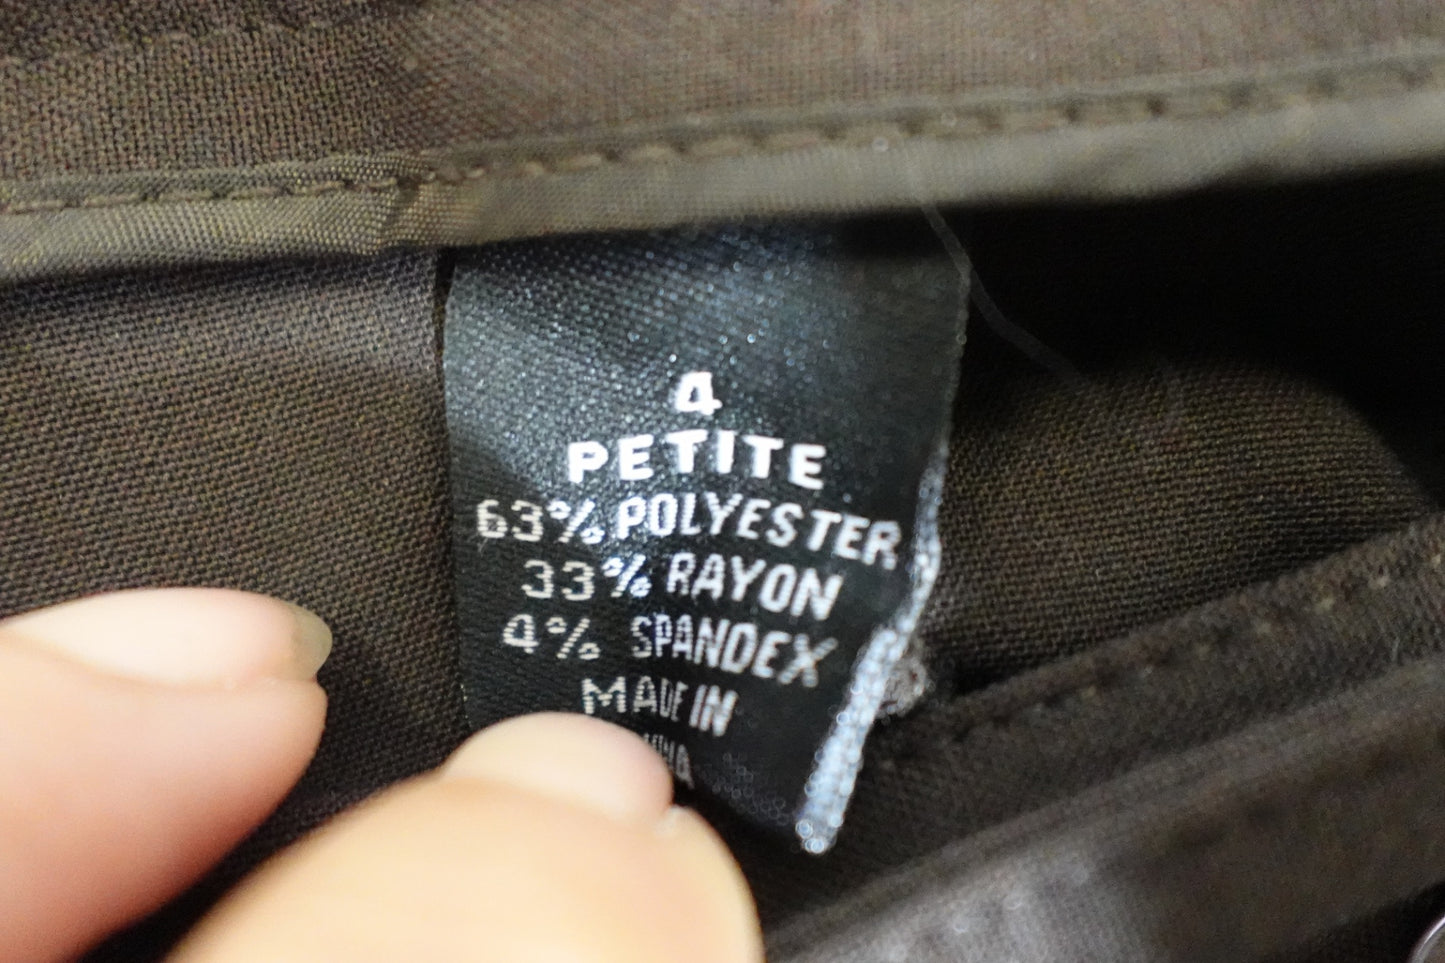 4
PETITE
63% POLYESTER
33% RAYON
4% SPANDEX
MADE IN